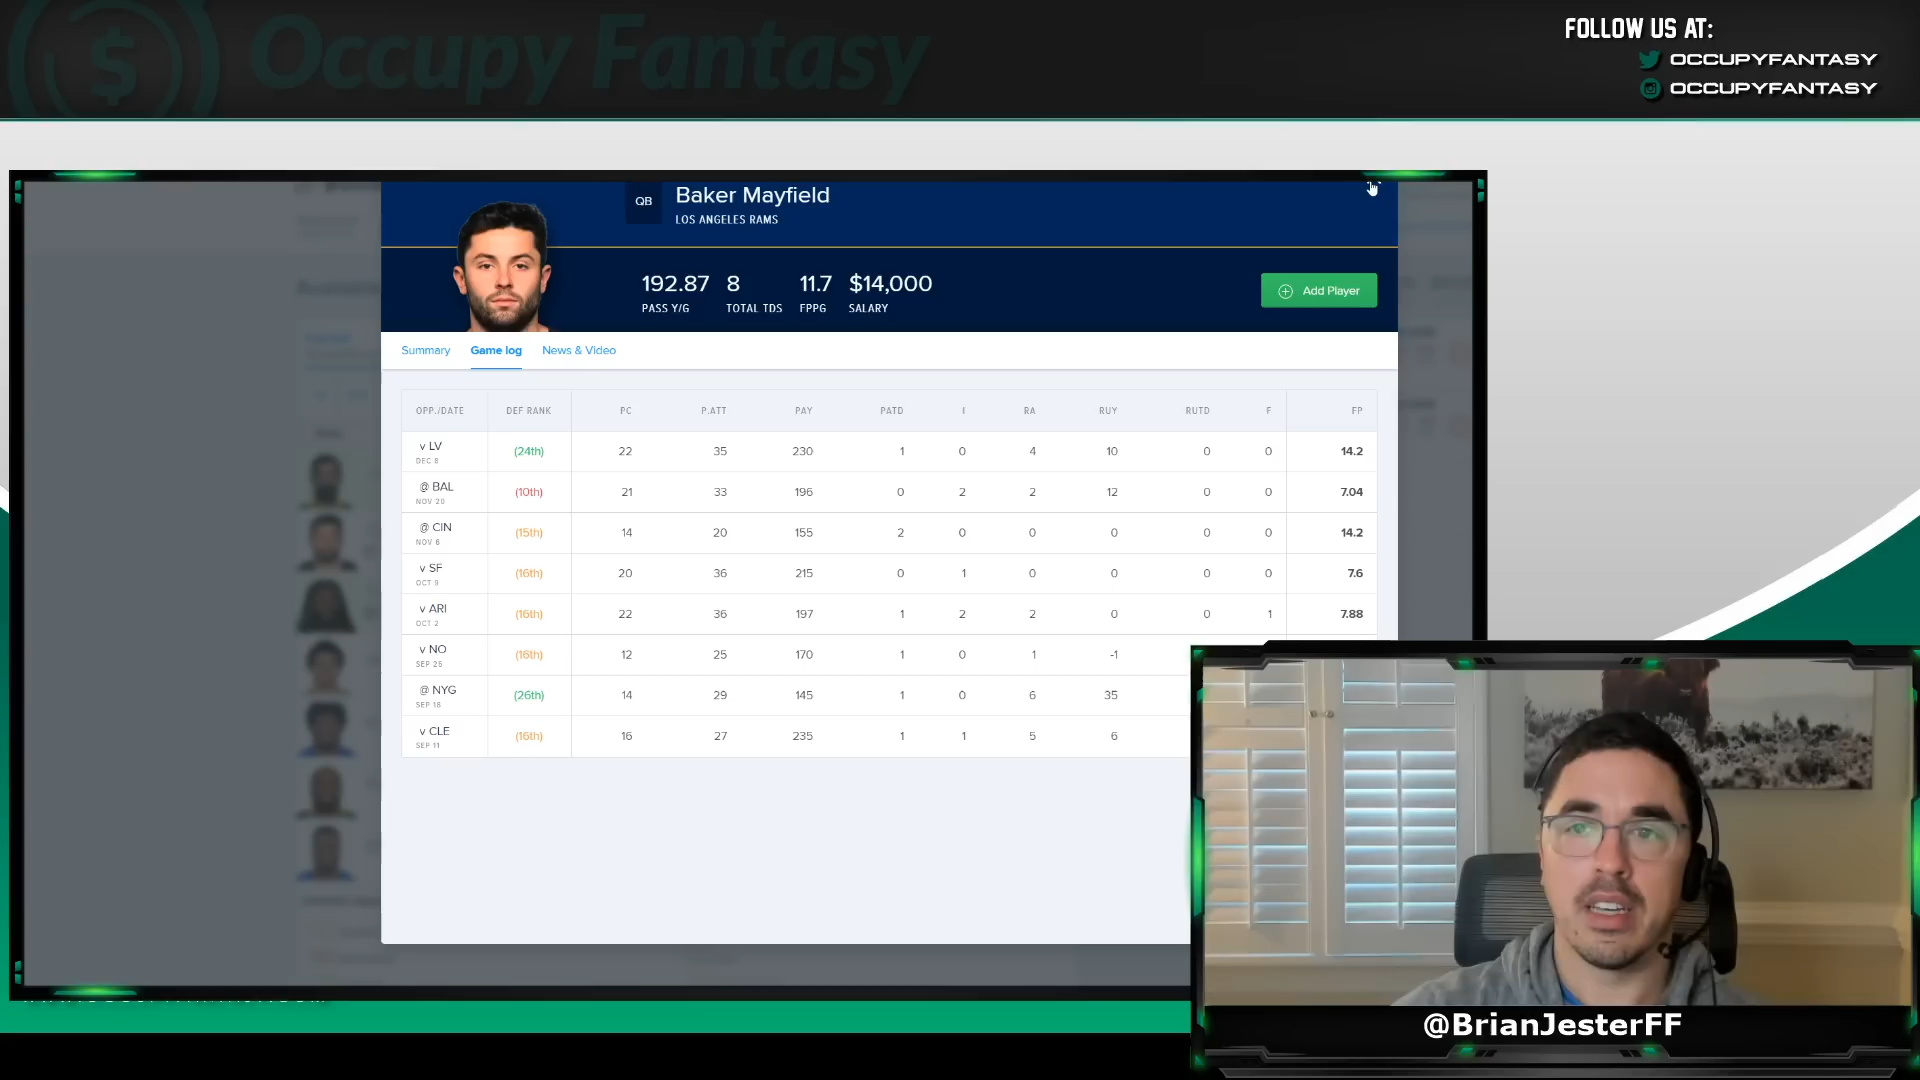 Occupy Fantasy
FOLLOW US AT:
OCCUPYFANTASY
OCCUPYFANTASY
QB
Baker Mayfield
LOS ANGELES RAMS
192.87 8 11.7 $14,000
PASS Y/G TOTAL TDS FPPG SALARY
Add Player
Summary Game log News & Video
OPP./DATE DEF RANK PC P.ATT PAY PATD I RA RUY RUTD F FP
v LV (24th) 22 35 230 1 0 4 10 0 0 14.2
DEC 8
@ BAL (10th) 21 33 196 0 2 2 12 0 0 7.04
NOV 20
@ CIN (15th) 14 20 155 2 0 0 0 0 0 14.2
NOV 6
v SF (16th) 20 36 215 0 1 0 0 0 0 7.6
OCT 9
v ARI (16th) 22 36 197 1 2 2 0 0 1 7.88
OCT 2
v NO (16th) 12 25 170 1 0 1 -1
SEP 25
@ NYG (26th) 14 29 145 1 0 6 35
SEP 18
v CLE (16th) 16 27 235 1 1 5 6
SEP 11
@BrianJesterFF